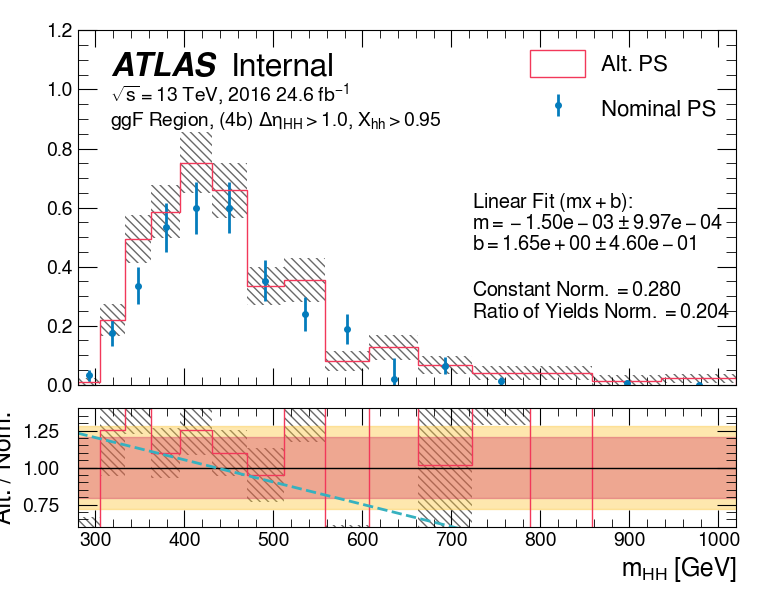 ATLAS Internal
√s = 13 TeV, 2016 24.6 fb⁻¹
ggF Region, (4b) Δη_HH > 1.0, X_hh > 0.95
Alt. PS
Nominal PS
Linear Fit (mx + b):
m = − 1.50e − 03 ± 9.97e − 04
b = 1.65e + 00 ± 4.60e − 01
Constant Norm. = 0.280
Ratio of Yields Norm. = 0.204
1.2
1.0
0.8
0.6
0.4
0.2
0.0
Alt. / Nom.
1.25
1.00
0.75
300 400 500 600 700 800 900 1000
m_HH [GeV]